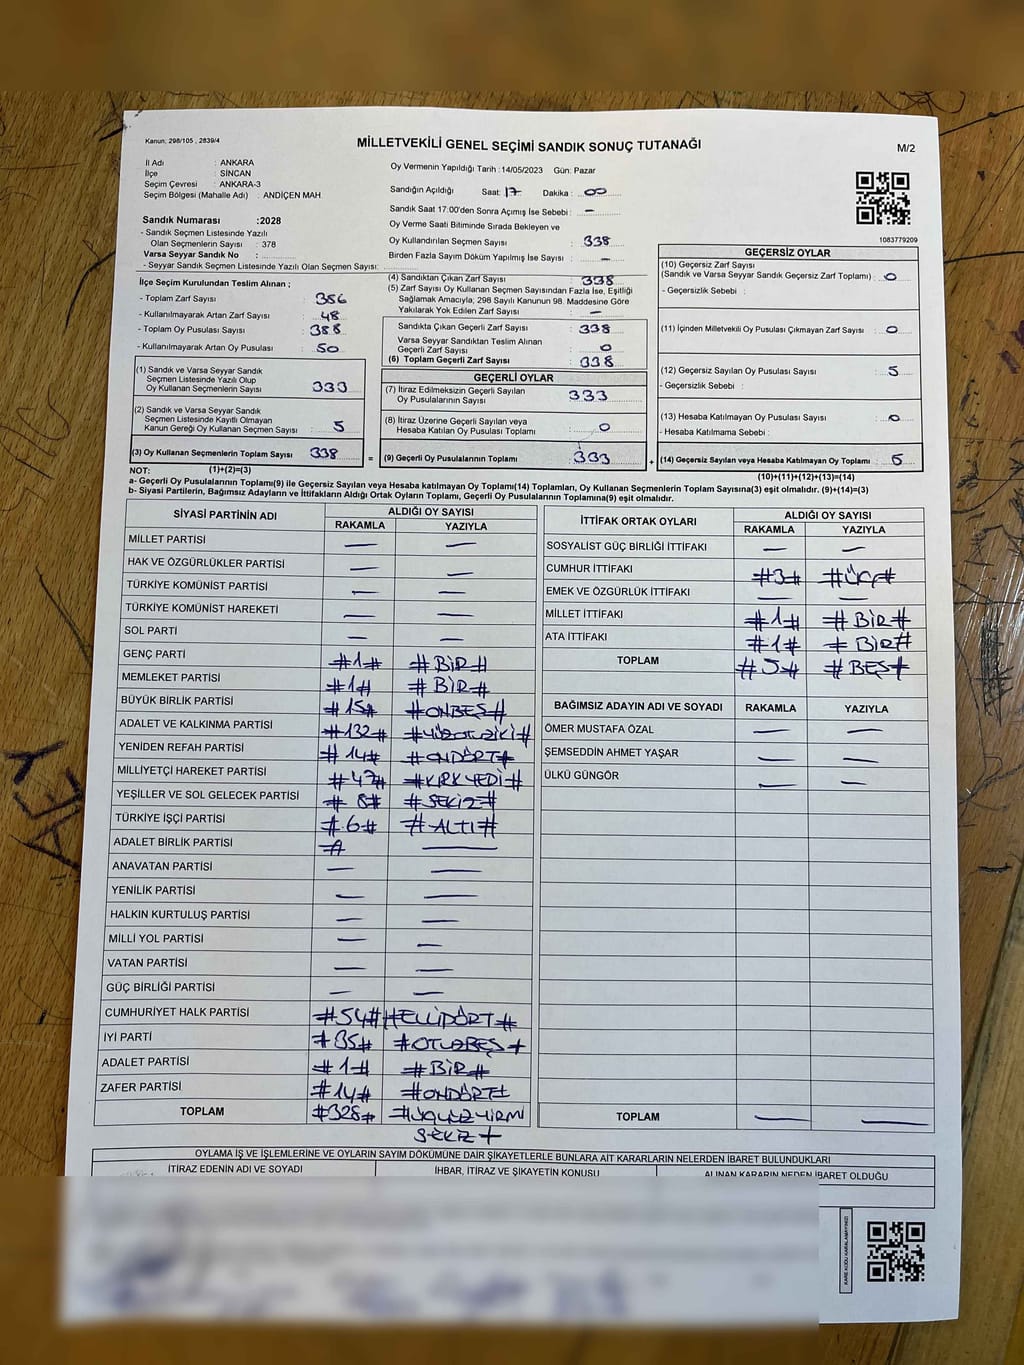 Kanun; 298/105 , 2839/4
MİLLETVEKİLİ GENEL SEÇİMİ SANDIK SONUÇ TUTANAĞI
M/2
İl Adı : ANKARA
İlçe : SİNCAN
Seçim Çevresi : ANKARA-3
Seçim Bölgesi (Mahalle Adı) : ANDİÇEN MAH
Sandık Numarası :2028
- Sandık Seçmen Listesinde Yazılı
Olan Seçmenlerin Sayısı : 378
Varsa Seyyar Sandık No :
- Seyyar Sandık Seçmen Listesinde Yazılı Olan Seçmen Sayısı:
Oy Vermenin Yapıldığı Tarih :14/05/2023 Gün: Pazar
Sandığın Açıldığı Saat: 17 Dakika : 00
Sandık Saat 17:00'den Sonra Açımış İse Sebebi : —
Oy Verme Saati Bitiminde Sırada Bekleyen ve
Oy Kullandırılan Seçmen Sayısı : 338
Birden Fazla Sayım Döküm Yapılmış İse Sayısı : —
1083779209
İlçe Seçim Kurulundan Teslim Alınan ;
- Toplam Zarf Sayısı : 386
- Kullanılmayarak Artan Zarf Sayısı : 48
- Toplam Oy Pusulası Sayısı : 388
- Kullanılmayarak Artan Oy Pusulası : 50
(1) Sandık ve Varsa Seyyar Sandık
Seçmen Listesinde Yazılı Olup
Oy Kullanan Seçmenlerin Sayısı : 333
(2) Sandık ve Varsa Seyyar Sandık
Seçmen Listesinde Kayıtlı Olmayan
Kanun Gereği Oy Kullanan Seçmen Sayısı : 5
(3) Oy Kullanan Seçmenlerin Toplam Sayısı : 338
(4) Sandıktan Çıkan Zarf Sayısı : 338
(5) Zarf Sayısı Oy Kullanan Seçmen Sayısından Fazla İse, Eşitliği
Sağlamak Amacıyla; 298 Sayılı Kanunun 98. Maddesine Göre
Yakılarak Yok Edilen Zarf Sayısı : —
Sandıkta Çıkan Geçerli Zarf Sayısı : 338
Varsa Seyyar Sandıktan Teslim Alınan
Geçerli Zarf Sayısı : 0
(6) Toplam Geçerli Zarf Sayısı : 338
GEÇERLİ OYLAR
(7) İtiraz Edilmeksizin Geçerli Sayılan
Oy Pusulalarının Sayısı : 333
(8) İtiraz Üzerine Geçerli Sayılan veya
Hesaba Katılan Oy Pusulası Toplamı : 0
= (9) Geçerli Oy Pusulalarının Toplamı : 333 +
GEÇERSİZ OYLAR
(10) Geçersiz Zarf Sayısı
(Sandık ve Varsa Seyyar Sandık Geçersiz Zarf Toplamı) : 0
- Geçersizlik Sebebi :
(11) İçinden Milletvekili Oy Pusulası Çıkmayan Zarf Sayısı : 0
(12) Geçersiz Sayılan Oy Pusulası Sayısı : 5
- Geçersizlik Sebebi :
(13) Hesaba Katılmayan Oy Pusulası Sayısı : 0
- Hesaba Katılmama Sebebi :
(14) Geçersiz Sayılan veya Hesaba Katılmayan Oy Toplamı : 5
NOT: (1)+(2)=(3)
(10)+(11)+(12)+(13)=(14)
a- Geçerli Oy Pusulalarının Toplamı(9) ile Geçersiz Sayılan veya Hesaba katılmayan Oy Toplamı(14) Toplamları, Oy Kullanan Seçmenlerin Toplam Sayısına(3) eşit olmalıdır. (9)+(14)=(3)
b- Siyasi Partilerin, Bağımsız Adayların ve İttifakların Aldığı Ortak Oyların Toplamı, Geçerli Oy Pusulalarının Toplamına(9) eşit olmalıdır.
SİYASİ PARTİNİN ADI ALDIĞI OY SAYISI
RAKAMLA YAZIYLA
MİLLET PARTİSİ — —
HAK VE ÖZGÜRLÜKLER PARTİSİ — —
TÜRKİYE KOMÜNİST PARTİSİ — —
TÜRKİYE KOMÜNİST HAREKETİ — —
SOL PARTİ — —
GENÇ PARTİ #1# #BİR#
MEMLEKET PARTİSİ #1# #BİR#
BÜYÜK BİRLİK PARTİSİ #15# #ONBEŞ#
ADALET VE KALKINMA PARTİSİ #132# #YÜZOTUZİKİ#
YENİDEN REFAH PARTİSİ #14# #ONDÖRT#
MİLLİYETÇİ HAREKET PARTİSİ #47# #KIRKYEDİ#
YEŞİLLER VE SOL GELECEK PARTİSİ #8# #SEKİZ#
TÜRKİYE İŞÇİ PARTİSİ #6# #ALTI#
ADALET BİRLİK PARTİSİ # —
ANAVATAN PARTİSİ — —
YENİLİK PARTİSİ — —
HALKIN KURTULUŞ PARTİSİ — —
MİLLİ YOL PARTİSİ — —
VATAN PARTİSİ — —
GÜÇ BİRLİĞİ PARTİSİ — —
CUMHURİYET HALK PARTİSİ #54# #ELLİDÖRT#
İYİ PARTİ #35# #OTUZBEŞ#
ADALET PARTİSİ #1# #BİR#
ZAFER PARTİSİ #14# #ONDÖRT#
TOPLAM #328# #ÜÇYÜZYİRMİ
SEKİZ#
İTTİFAK ORTAK OYLARI ALDIĞI OY SAYISI
RAKAMLA YAZIYLA
SOSYALİST GÜÇ BİRLİĞİ İTTİFAKI — —
CUMHUR İTTİFAKI #3# #ÜÇ#
EMEK VE ÖZGÜRLÜK İTTİFAKI — —
MİLLET İTTİFAKI #1# #BİR#
ATA İTTİFAKI #1# #BİR#
TOPLAM #5# #BEŞ#
BAĞIMSIZ ADAYIN ADI VE SOYADI RAKAMLA YAZIYLA
ÖMER MUSTAFA ÖZAL — —
ŞEMSEDDİN AHMET YAŞAR — —
ÜLKÜ GÜNGÖR — —
TOPLAM — —
OYLAMA İŞ VE İŞLEMLERİNE VE OYLARIN SAYIM DÖKÜMÜNE DAİR ŞİKAYETLERLE BUNLARA AİT KARARLARIN NELERDEN İBARET BULUNDUKLARI
İTİRAZ EDENİN ADI VE SOYADI İHBAR, İTİRAZ VE ŞİKAYETİN KONUSU ALINAN KARARIN NEDEN İBARET OLDUĞU
KARE KODU KARALAMAYINIZ!